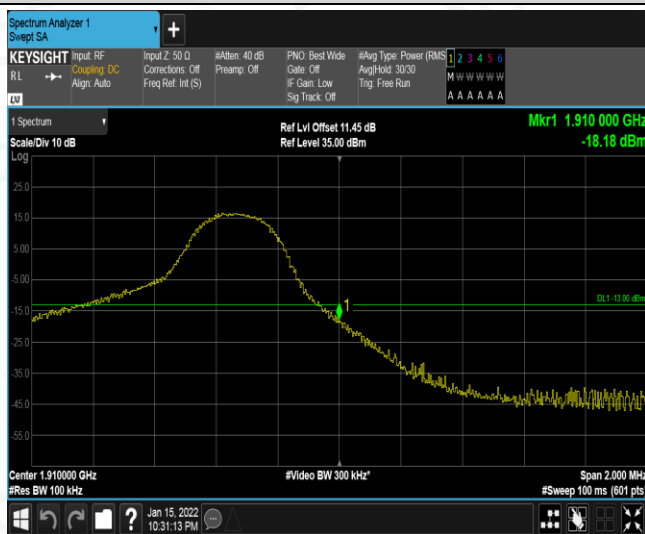 Spectrum Analyzer 1
Swept SA
+
KEYSIGHT
RL
LXI
Input: RF
Coupling: DC
Align: Auto
Input Z: 50 Ω
Corrections: Off
Freq Ref: Int (S)
#Atten: 40 dB
Preamp: Off
PNO: Best Wide
Gate: Off
IF Gain: Low
Sig Track: Off
#Avg Type: Power (RMS
Avg|Hold: 30/30
Trig: Free Run
1 2 3 4 5 6
M W W W W W
A A A A A A
1 Spectrum
Scale/Div 10 dB
Log
Ref Lvl Offset 11.45 dB
Ref Level 35.00 dBm
Mkr1 1.910 000 GHz
-18.18 dBm
25.0
15.0
5.00
-5.00
-15.0
-25.0
-35.0
-45.0
-55.0
1
DL1 -13.00 dBm
Center 1.910000 GHz
#Res BW 100 kHz
#Video BW 300 kHz*
Span 2.000 MHz
#Sweep 100 ms (601 pts)
?
Jan 15, 2022
10:31:13 PM